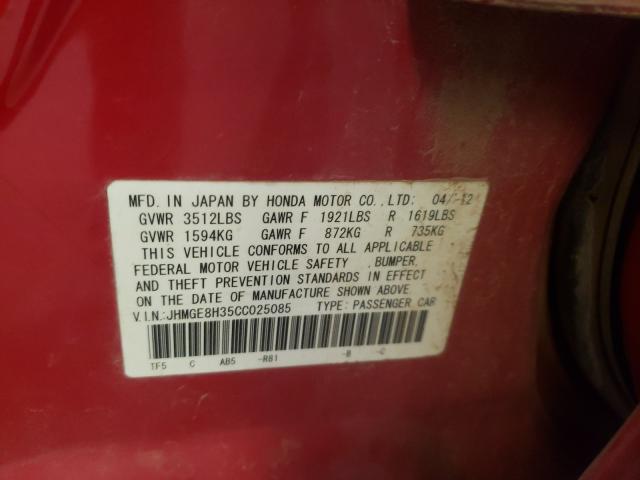 MFD. IN JAPAN BY HONDA MOTOR CO.,LTD: 04/12
GVWR 3512LBS GAWR F 1921LBS R 1619LBS
GVWR 1594KG GAWR F 872KG R 735KG
THIS VEHICLE CONFORMS TO ALL APPLICABLE
FEDERAL MOTOR VEHICLE SAFETY ,BUMPER,
AND THEFT PREVENTION STANDARDS IN EFFECT
ON THE DATE OF MANUFACTURE SHOWN ABOVE
V.I.N:JHMGE8H35CC025085 TYPE: PASSENGER CAR
TF5 C AB5 -R81 -B -C